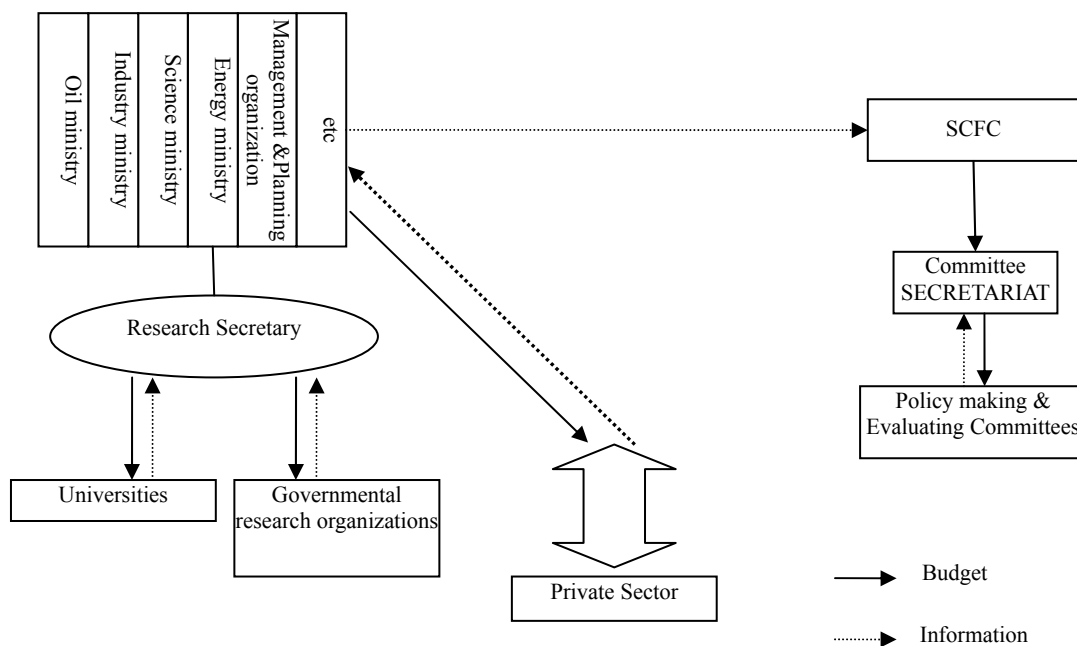 Oil ministry
Industry ministry
Science ministry
Energy ministry
Management &Planning
organization
etc
SCFC
Committee
SECRETARIAT
Research Secretary
Policy making &
Evaluating Committees
Universities
Governmental
research organizations
Private Sector
Budget
Information